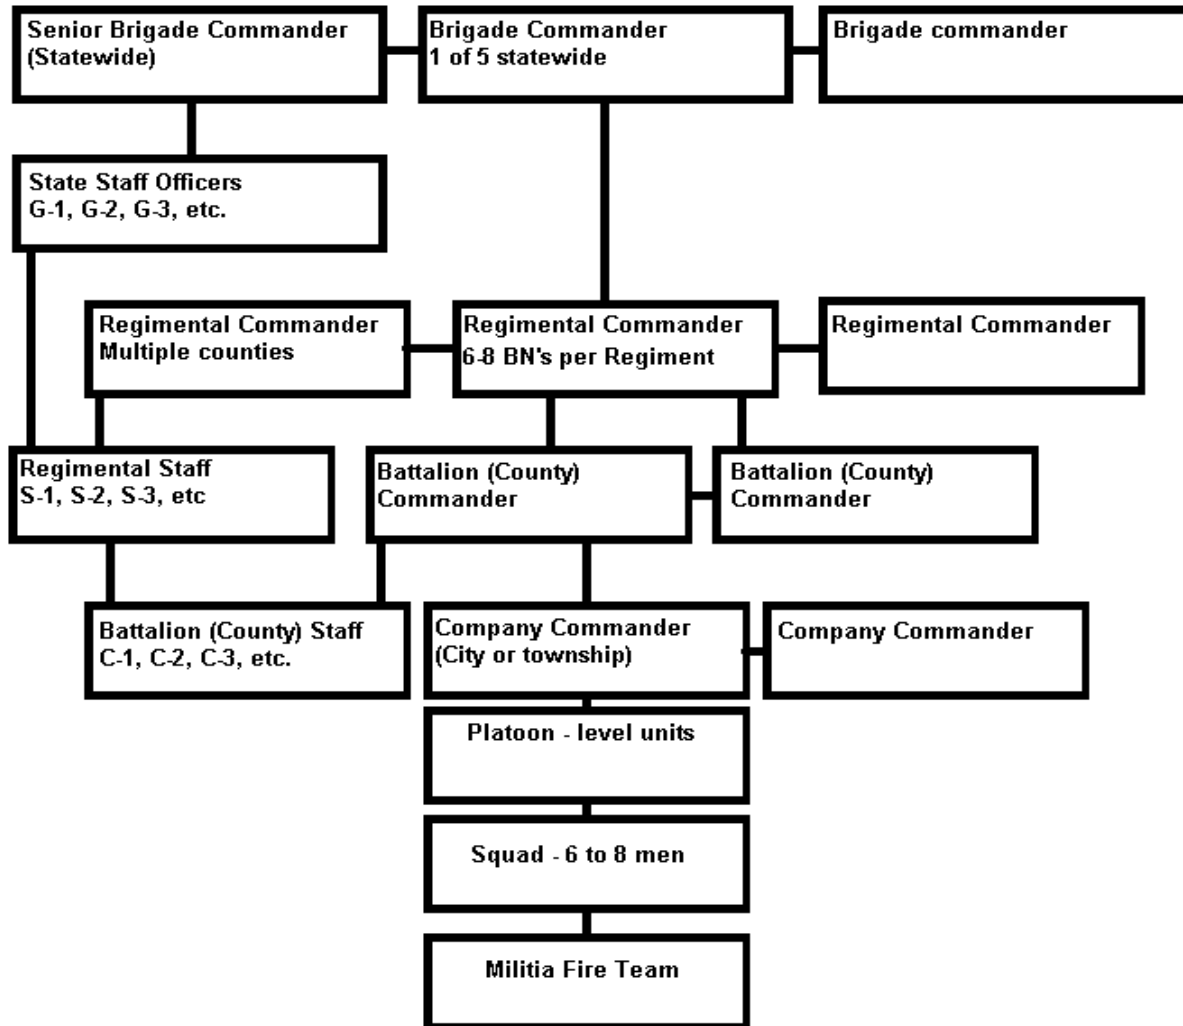 Senior Brigade Commander
(Statewide)
Brigade Commander
1 of 5 statewide
Brigade commander
State Staff Officers
G-1, G-2, G-3, etc.
Regimental Commander
Multiple counties
Regimental Commander
6-8 BN's per Regiment
Regimental Commander
Regimental Staff
S-1, S-2, S-3, etc
Battalion (County)
Commander
Battalion (County)
Commander
Battalion (County) Staff
C-1, C-2, C-3, etc.
Company Commander
(City or township)
Company Commander
Platoon - level units
Squad - 6 to 8 men
Militia Fire Team